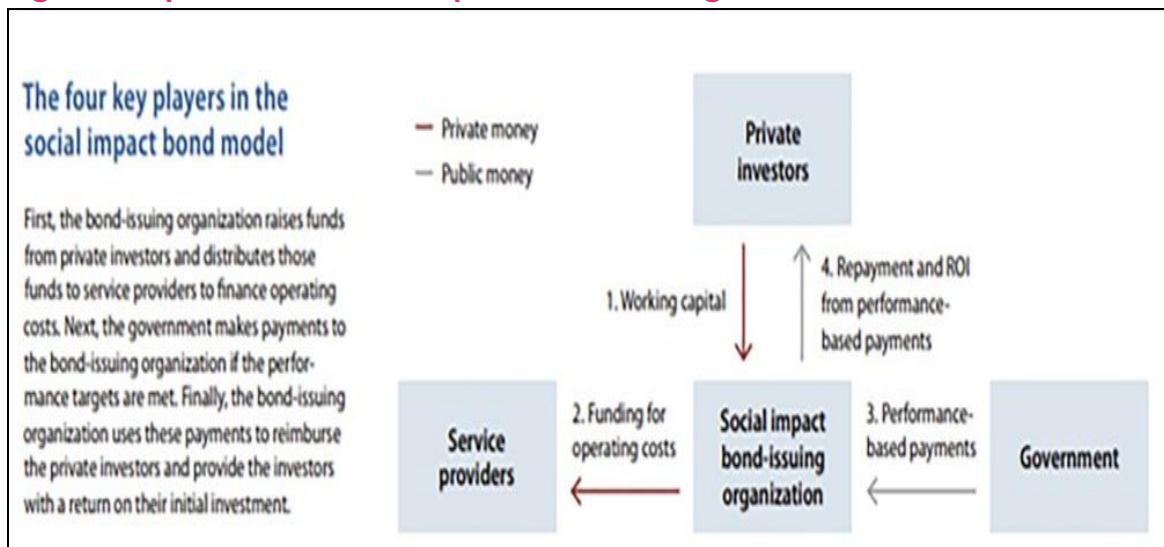 The four key players in the
social impact bond model
First, the bond-issuing organization raises funds
from private investors and distributes those
funds to service providers to finance operating
costs. Next, the government makes payments to
the bond-issuing organization if the perfor-
mance targets are met. Finally, the bond-issuing
organization uses these payments to reimburse
the private investors and provide the investors
with a return on their initial investment.
Private money
Public money
Private
investors
1. Working capital
4. Repayment and ROI
from performance-
based payments
Service
providers
2. Funding for
operating costs
Social impact
bond-issuing
organization
3. Performance-
based payments
Government